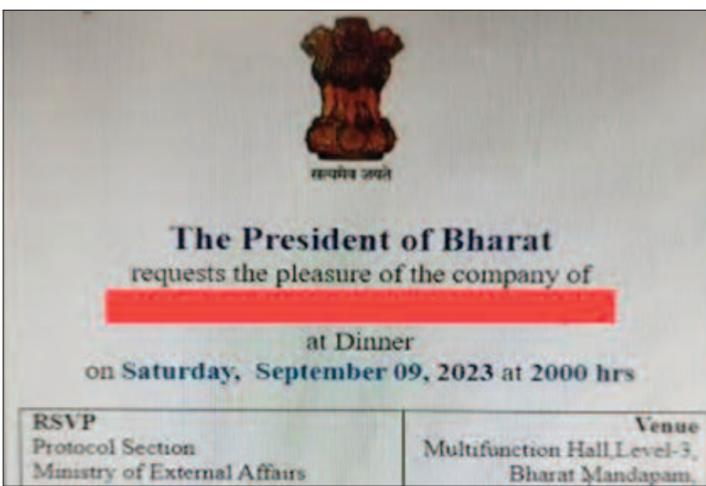 सत्यमेव जयते
The President of Bharat
requests the pleasure of the company of
at Dinner
on Saturday, September 09, 2023 at 2000 hrs
RSVP
Protocol Section
Ministry of External Affairs
Venue
Multifunction Hall,Level-3,
Bharat Mandapam,